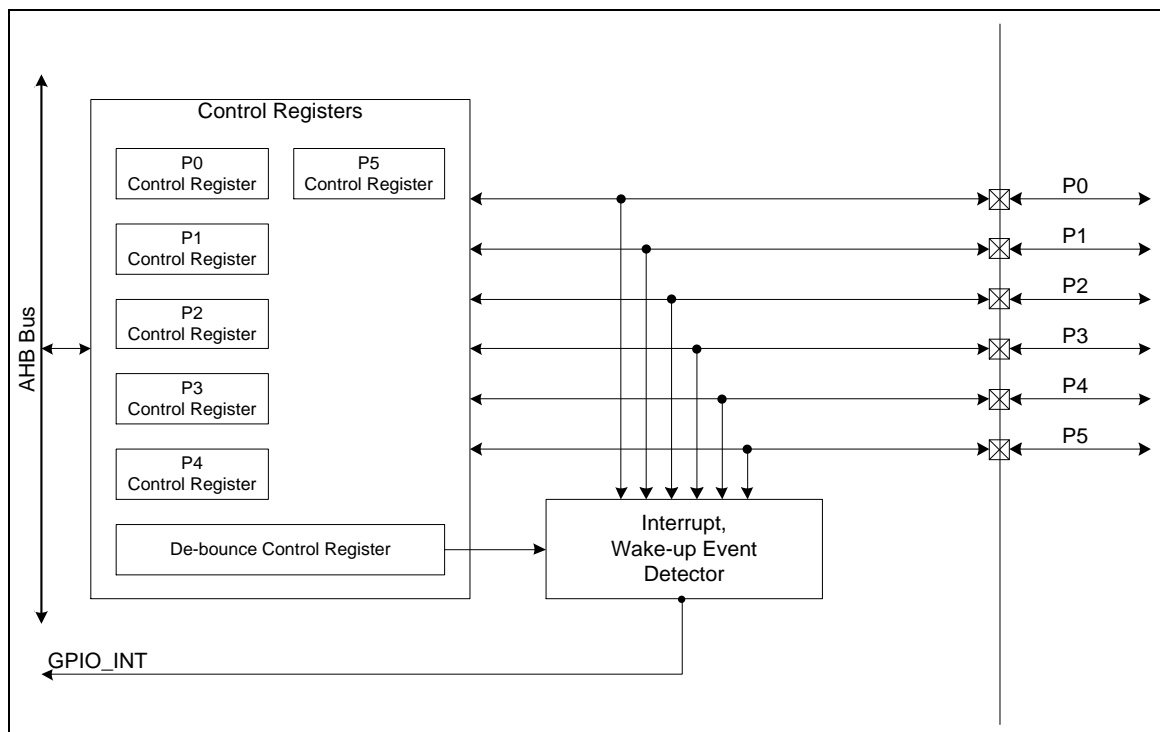 Control Registers
P0
Control Register
P5
Control Register
P1
Control Register
P2
Control Register
P3
Control Register
P4
Control Register
De-bounce Control Register
AHB Bus
Interrupt,
Wake-up Event
Detector
GPIO_INT
P0
P1
P2
P3
P4
P5